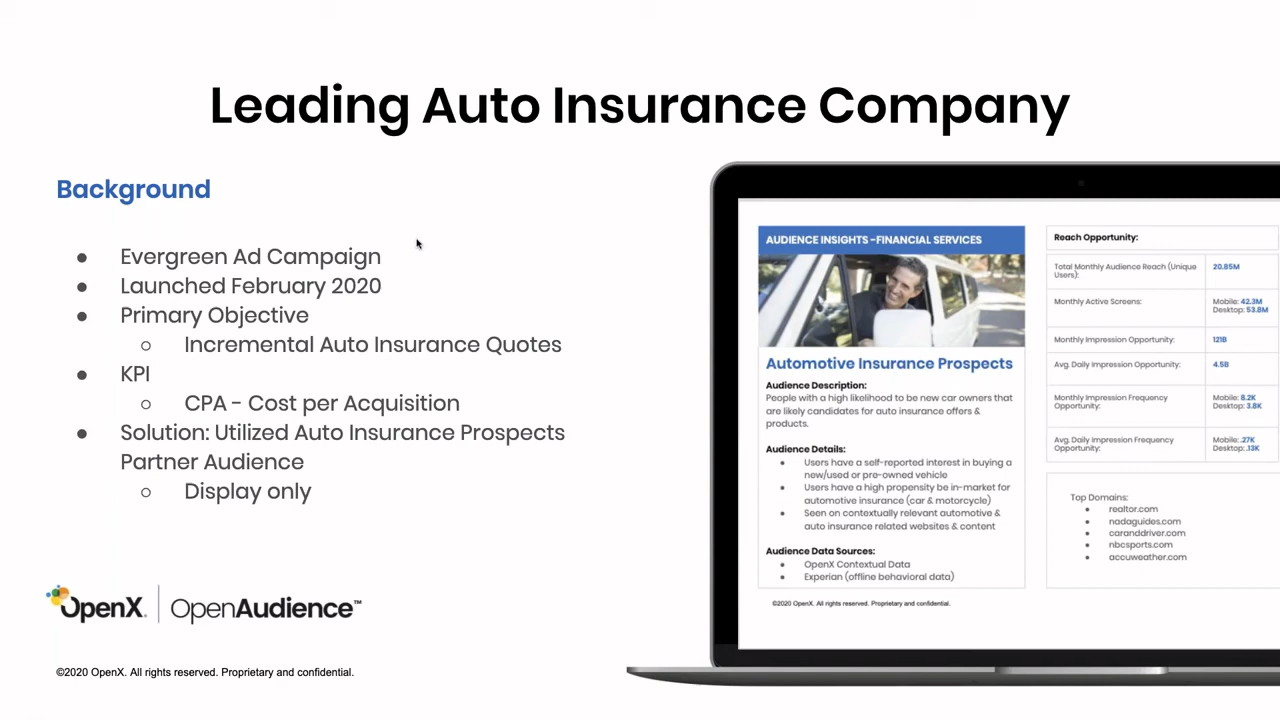 Leading Auto Insurance Company
Background
● Evergreen Ad Campaign
● Launched February 2020
● Primary Objective
○ Incremental Auto Insurance Quotes
● KPI
○ CPA - Cost per Acquisition
● Solution: Utilized Auto Insurance Prospects
Partner Audience
○ Display only
OpenX. OpenAudience™
©2020 OpenX. All rights reserved. Proprietary and confidential.
AUDIENCE INSIGHTS -FINANCIAL SERVICES
Automotive Insurance Prospects
Audience Description:
People with a high likelihood to be new car owners that
are likely candidates for auto insurance offers &
products.
Audience Details:
● Users have a self-reported interest in buying a
new/used or pre-owned vehicle
● Users have a high propensity be in-market for
automotive insurance (car & motorcycle)
● Seen on contextually relevant automotive &
auto insurance related websites & content
Audience Data Sources:
● OpenX Contextual Data
● Experian (offline behavioral data)
©2020 OpenX. All rights reserved. Proprietary and confidential.
Reach Opportunity:
Total Monthly Audience Reach (Unique
Users):
20.85M
Monthly Active Screens:
Mobile: 42.3M
Desktop: 53.8M
Monthly Impression Opportunity:
121B
Avg. Daily Impression Opportunity:
4.5B
Monthly Impression Frequency
Opportunity:
Mobile: 8.2K
Desktop: 3.8K
Avg. Daily Impression Frequency
Opportunity:
Mobile: .27K
Desktop: .13K
Top Domains:
● realtor.com
● nadaguides.com
● caranddriver.com
● nbcsports.com
● accuweather.com